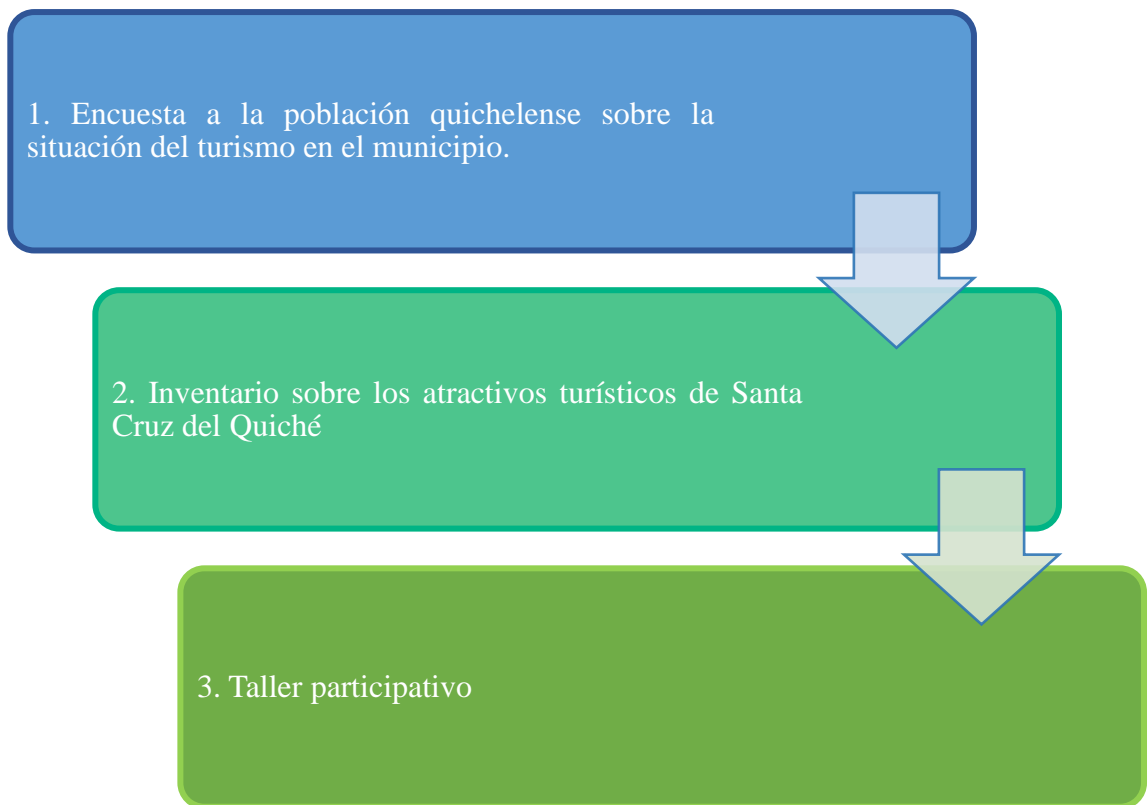 1. Encuesta a la población quichelense sobre la
situación del turismo en el municipio.
2. Inventario sobre los atractivos turísticos de Santa
Cruz del Quiché
3. Taller participativo